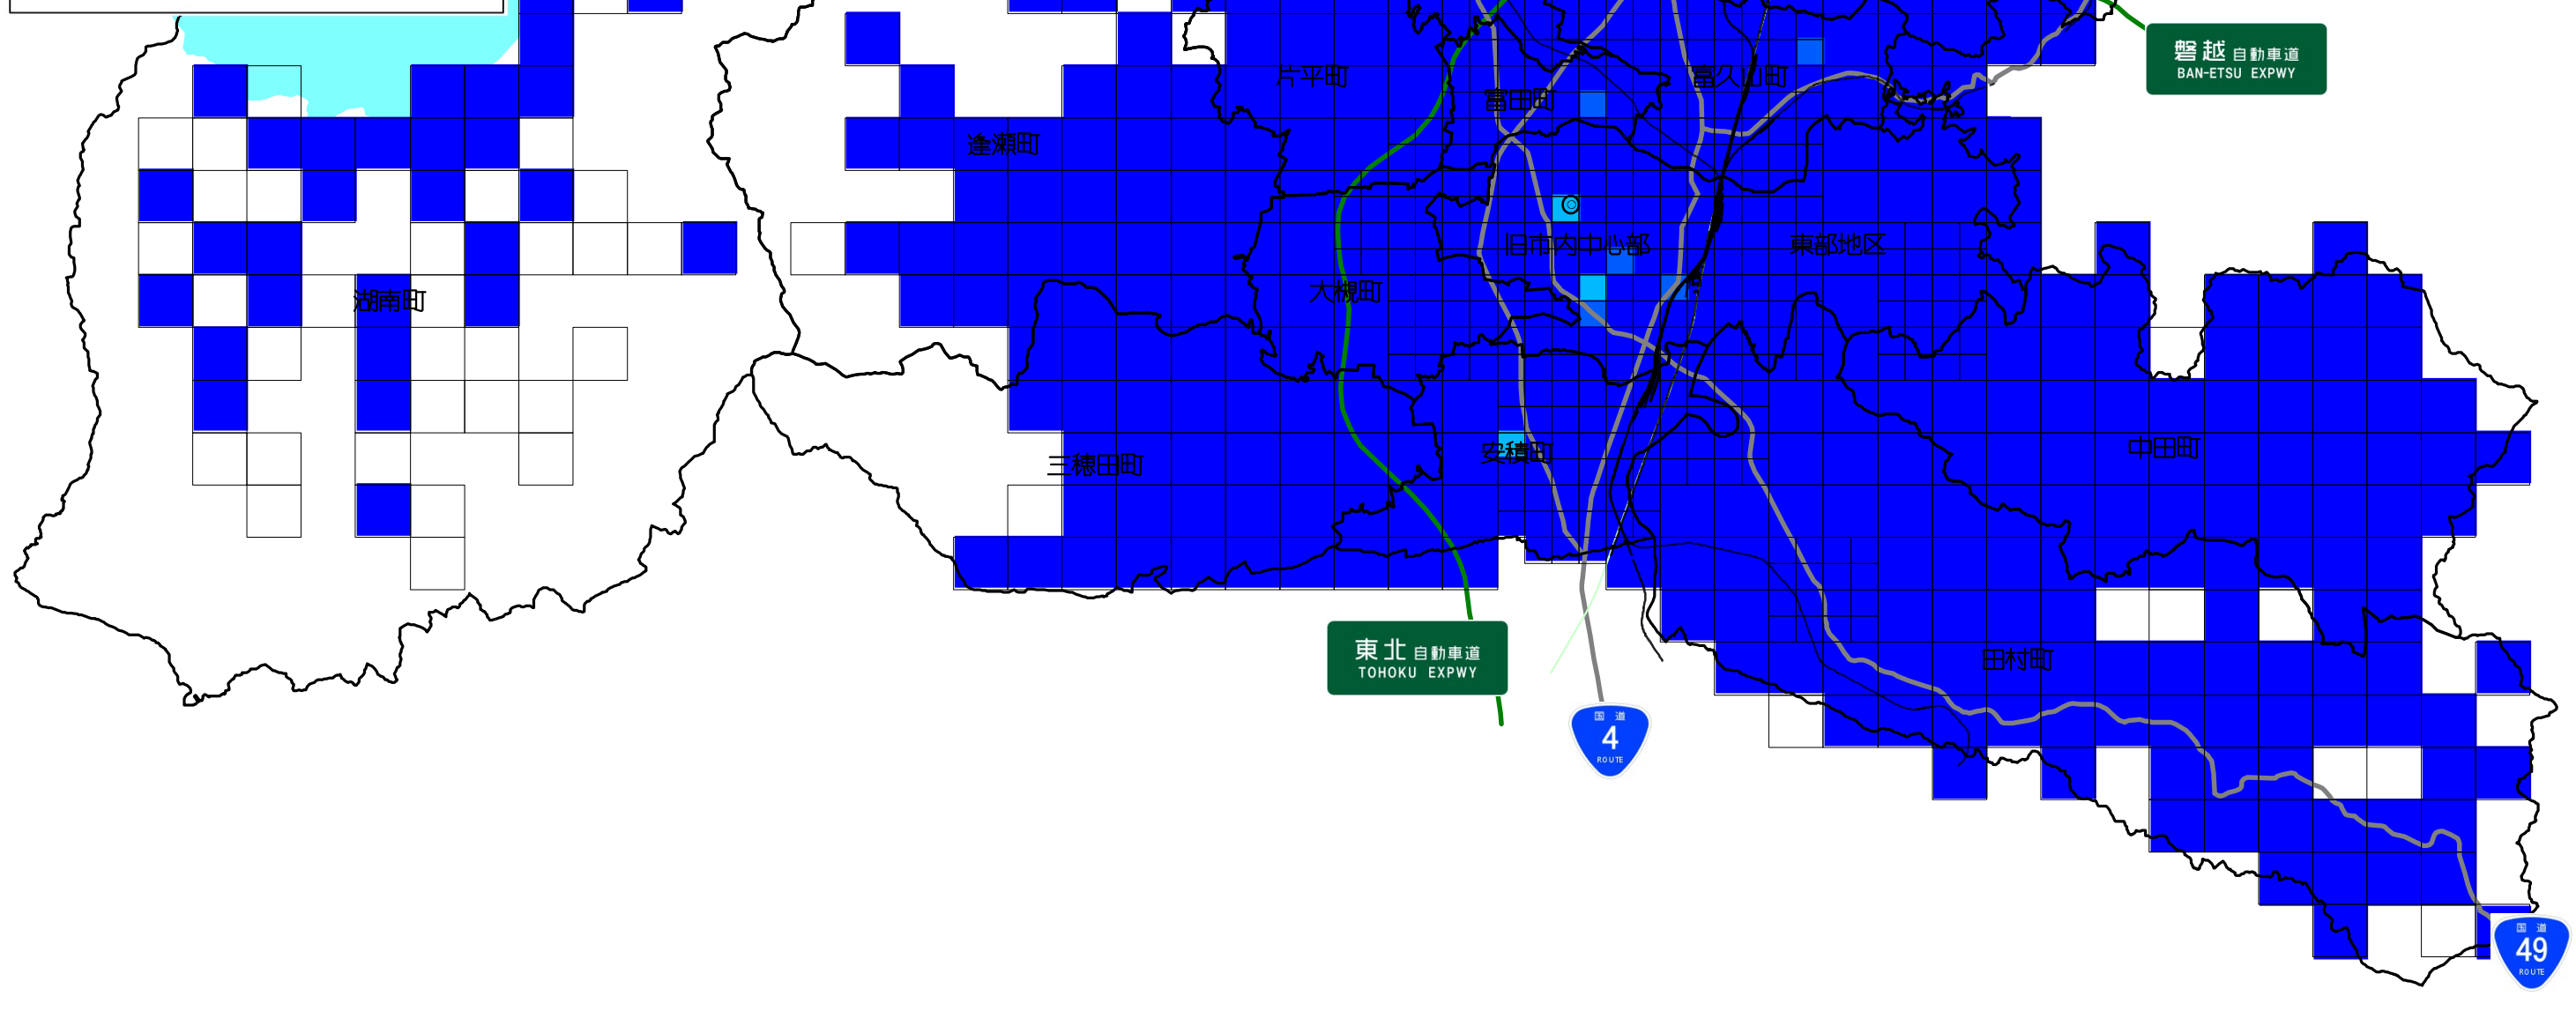 磐越自動車道
BAN-ETSU EXPWY
片平町
富久山町
富田町
逢瀬町
旧市内中心部
東部地区
大槻町
湖南町
中田町
安積町
三穂田町
東北自動車道
TOHOKU EXPWY
田村町
国道
4
ROUTE
国道
49
ROUTE